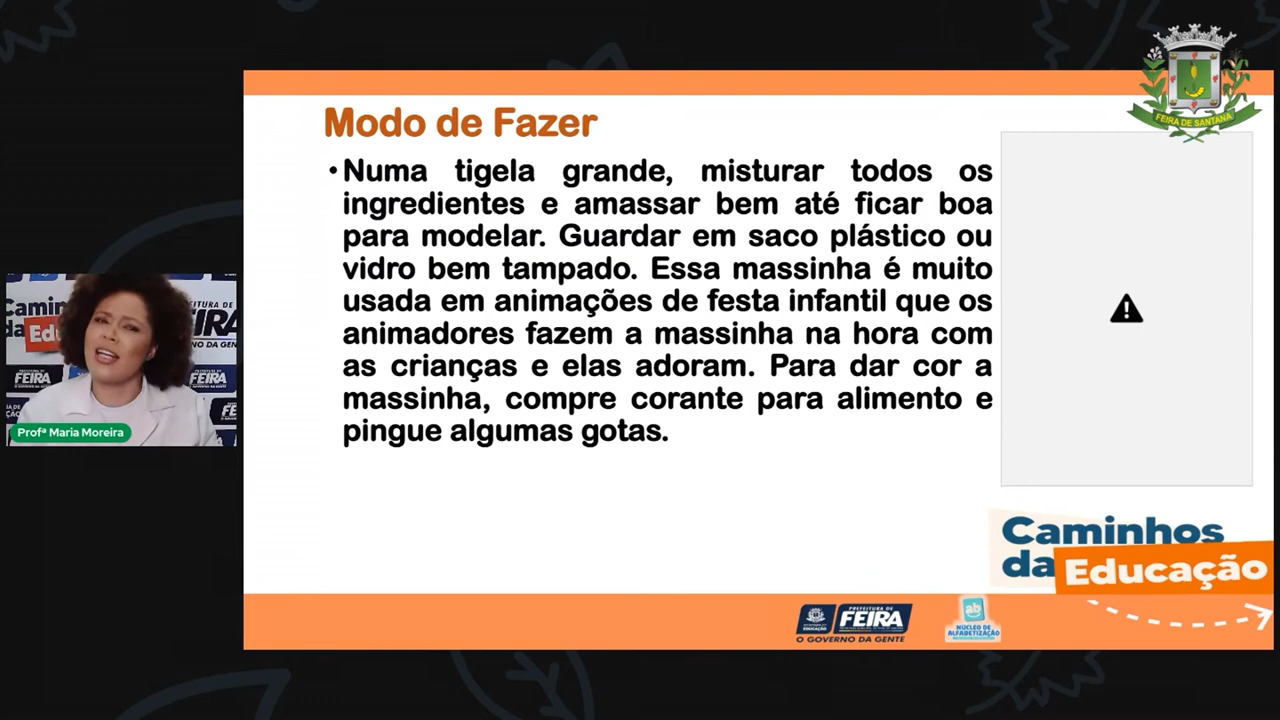 FEIRA DE SANTANA
Modo de Fazer
•Numa tigela grande, misturar todos os
ingredientes e amassar bem até ficar boa
para modelar. Guardar em saco plástico ou
vidro bem tampado. Essa massinha é muito
usada em animações de festa infantil que os
animadores fazem a massinha na hora com
as crianças e elas adoram. Para dar cor a
massinha, compre corante para alimento e
pingue algumas gotas.
Profª Maria Moreira
Caminhos
da Educação
PREFEITURA DE
FEIRA
EDUCAÇÃO
O GOVERNO DA GENTE
ab
NÚCLEO DE
ALFABETIZAÇÃO